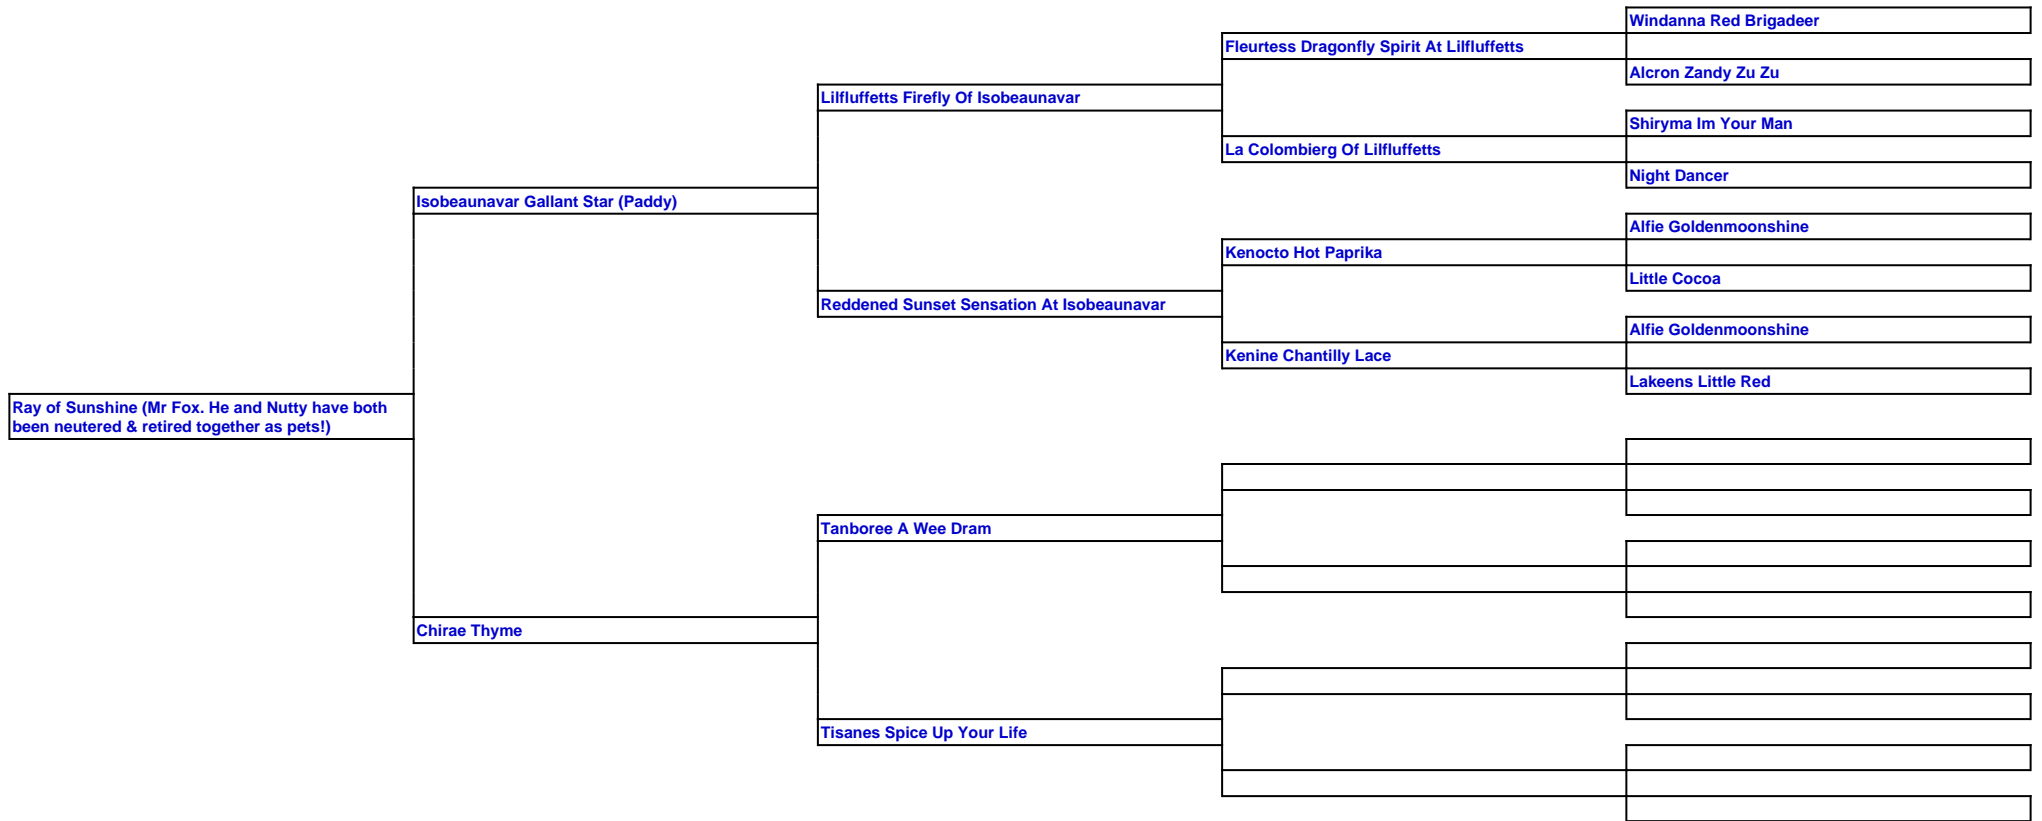 Windanna Red Brigadeer
Fleurtess Dragonfly Spirit At Lilfluffetts
Alcron Zandy Zu Zu
Lilfluffetts Firefly Of Isobeaunavar
Shiryma Im Your Man
La Colombierg Of Lilfluffetts
Night Dancer
Isobeaunavar Gallant Star (Paddy)
Alfie Goldenmoonshine
Kenocto Hot Paprika
Little Cocoa
Reddened Sunset Sensation At Isobeaunavar
Alfie Goldenmoonshine
Kenine Chantilly Lace
Lakeens Little Red
Ray of Sunshine (Mr Fox. He and Nutty have both
been neutered & retired together as pets!)
Tanboree A Wee Dram
Chirae Thyme
Tisanes Spice Up Your Life